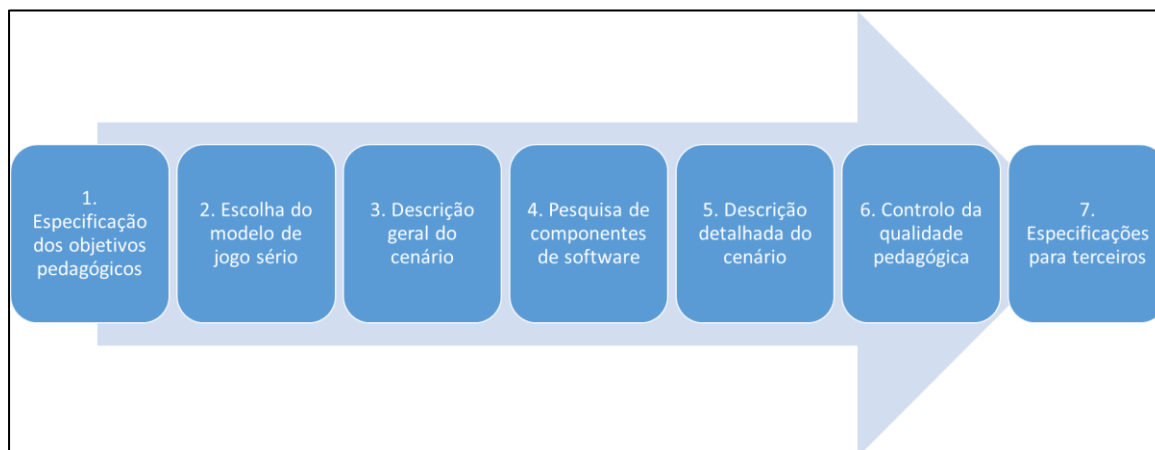 1.
Especificação
dos objetivos
pedagógicos
2. Escolha do
modelo de
jogo sério
3. Descrição
geral do
cenário
4. Pesquisa de
componentes
de software
5. Descrição
detalhada do
cenário
6. Controlo da
qualidade
pedagógica
7.
Especificações
para terceiros